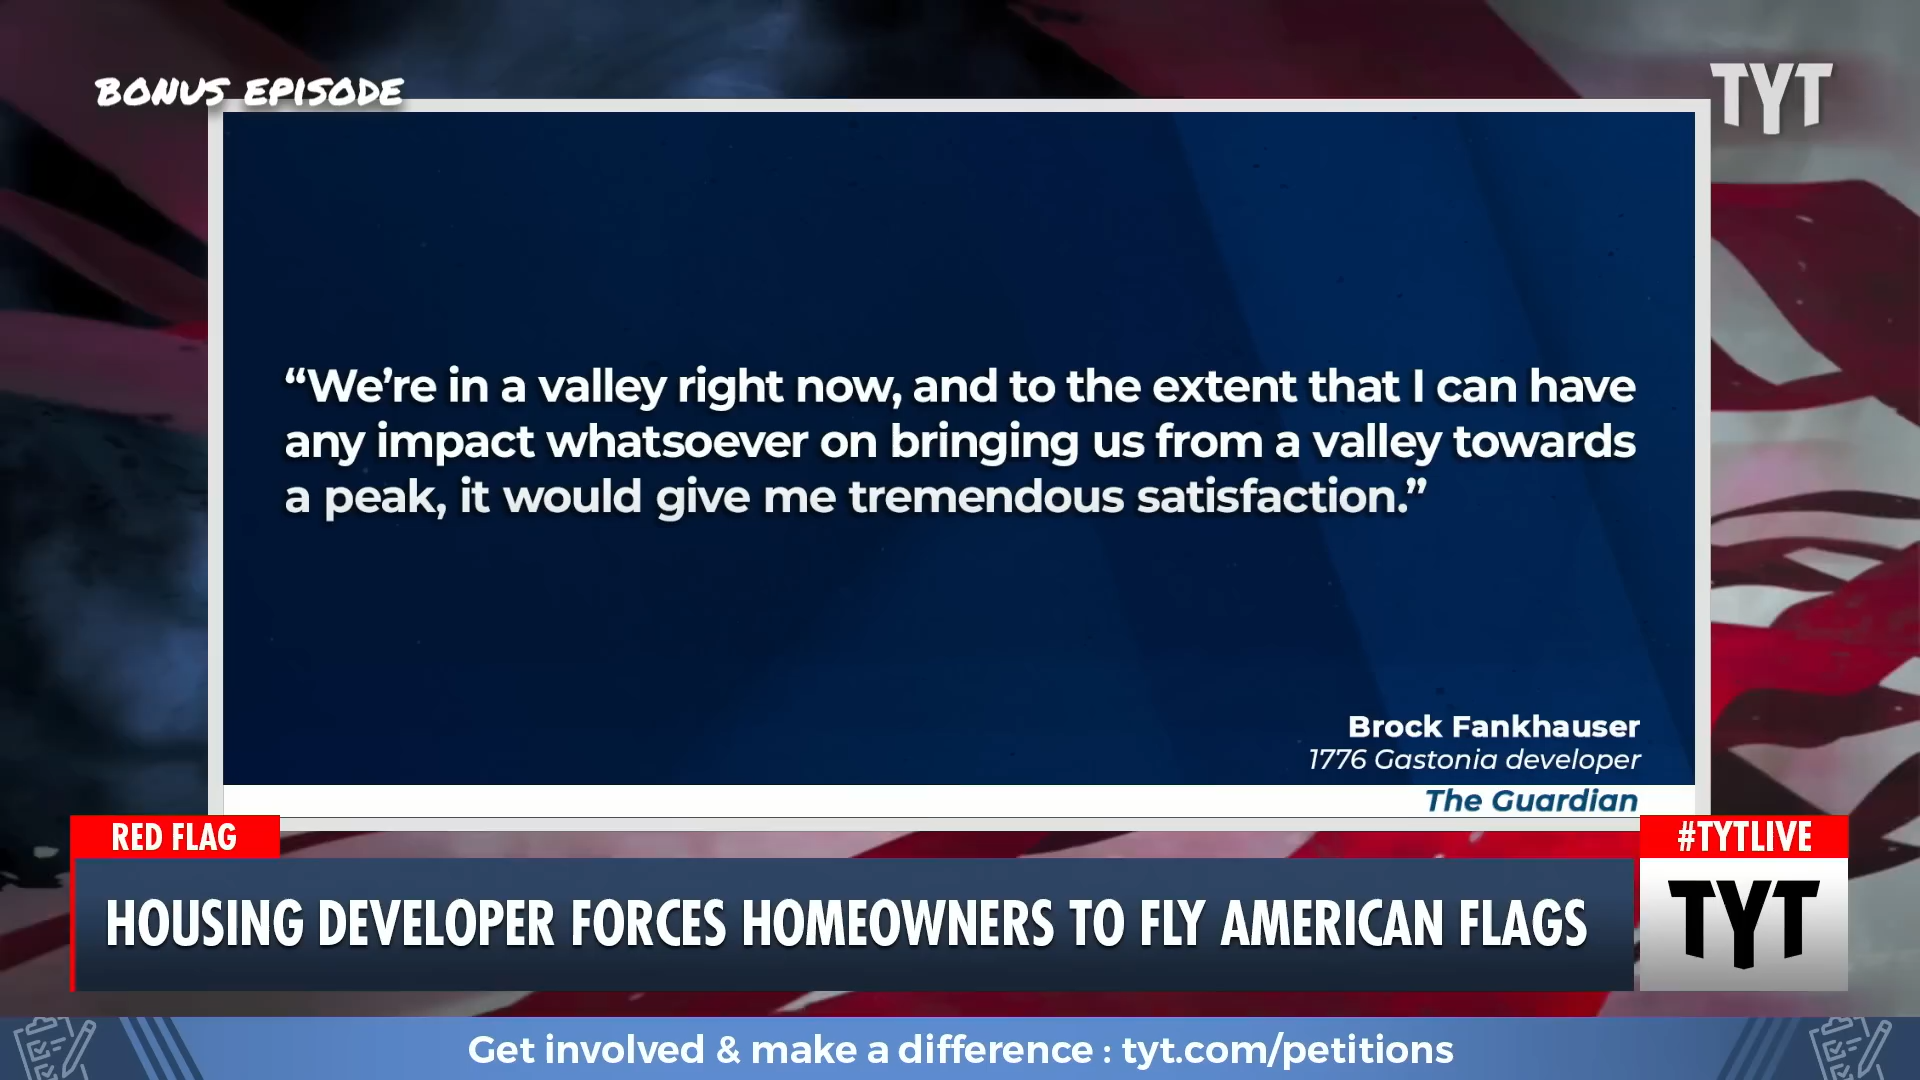 BONUS EPISODE
TYT
“We’re in a valley right now, and to the extent that I can have
any impact whatsoever on bringing us from a valley towards
a peak, it would give me tremendous satisfaction.”
Brock Fankhauser
1776 Gastonia developer
The Guardian
RED FLAG
#TYTLIVE
HOUSING DEVELOPER FORCES HOMEOWNERS TO FLY AMERICAN FLAGS
TYT
Get involved & make a difference : tyt.com/petitions